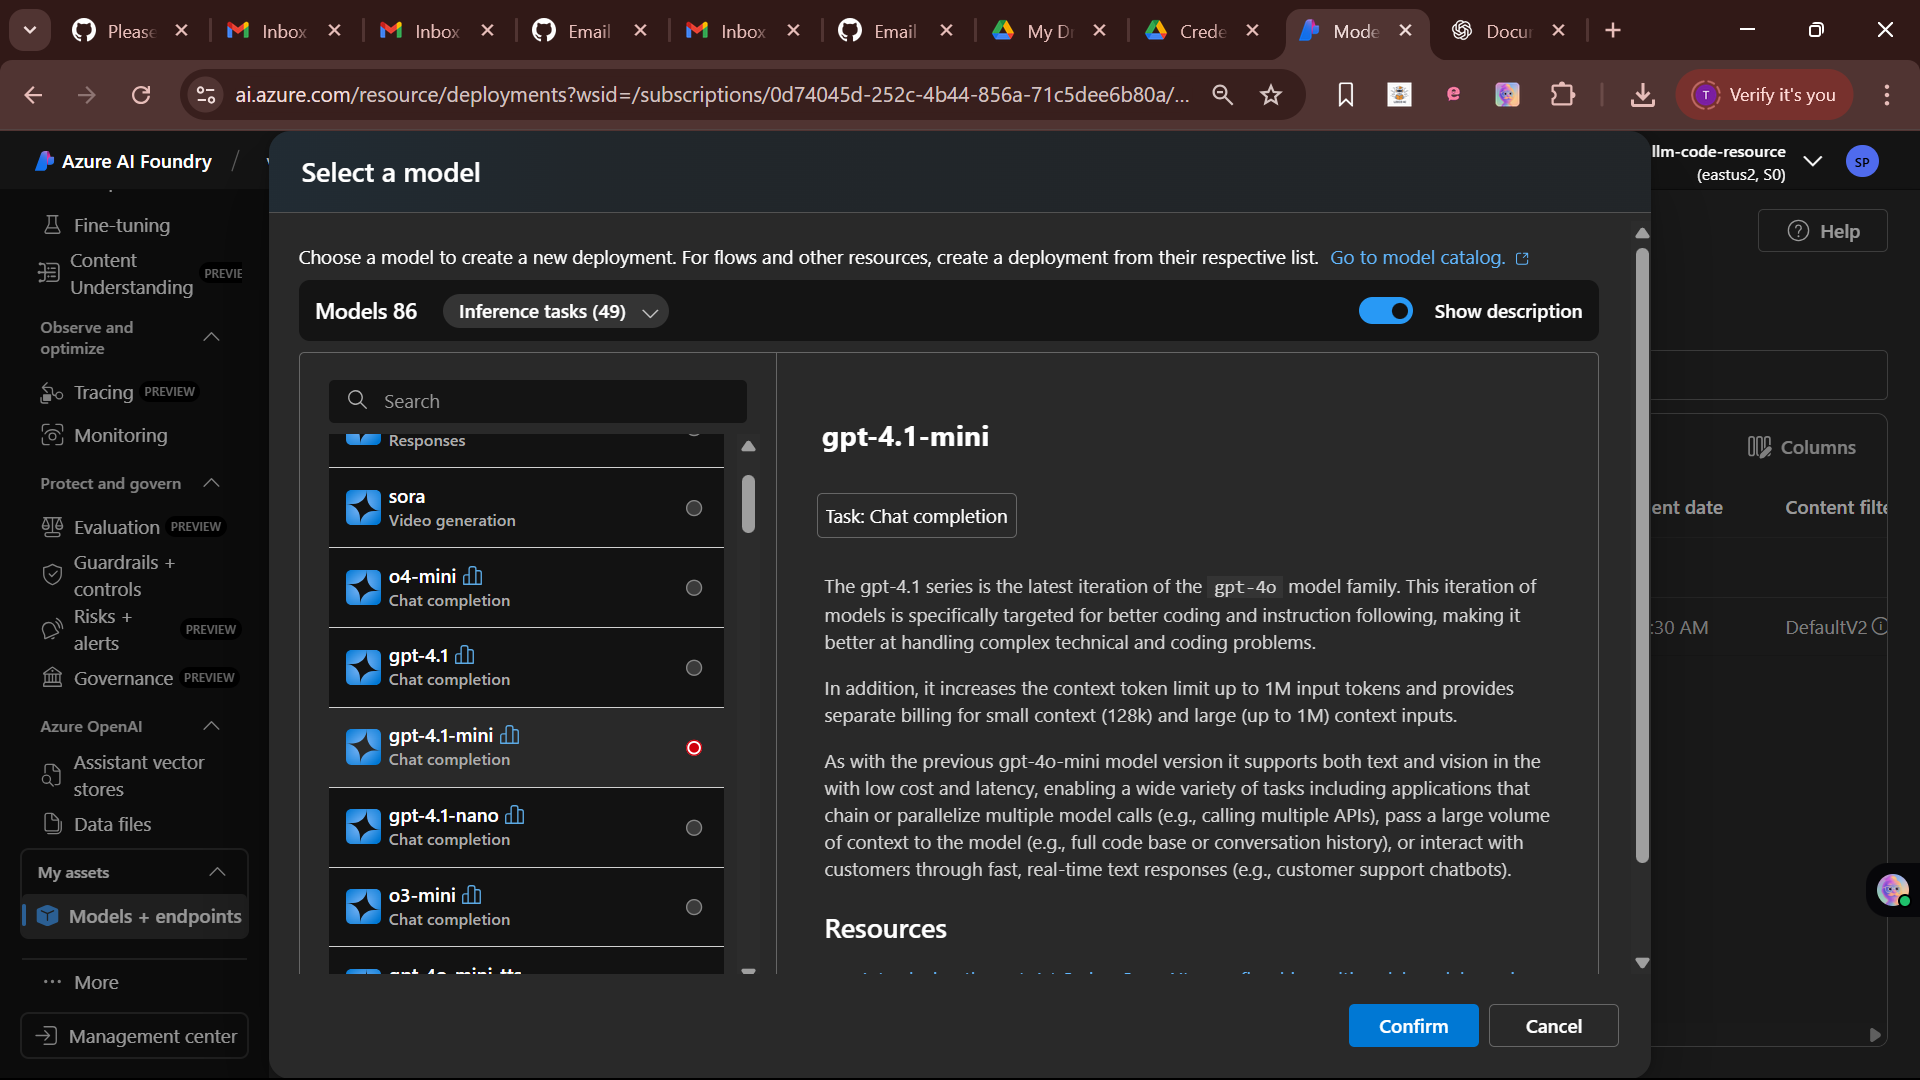 Please
Inbox
Inbox
Email
Inbox
Email
My Dr
Crede
Mode
Docur
ai.azure.com/resource/deployments?wsid=/subscriptions/0d74045d-252c-4b44-856a-71c5dee6b80a/...
T
Verify it's you
Azure AI Foundry /
llm-code-resource
(eastus2, S0)
SP
Help
Fine-tuning
Content
Understanding
PREVIE
Observe and
optimize
Tracing PREVIEW
Monitoring
Protect and govern
Evaluation PREVIEW
Guardrails +
controls
Risks +
alerts
PREVIEW
Governance PREVIEW
Azure OpenAI
Assistant vector
stores
Data files
My assets
Models + endpoints
More
Management center
Select a model
Choose a model to create a new deployment. For flows and other resources, create a deployment from their respective list. Go to model catalog.
Models 86
Inference tasks (49)
Show description
Search
Responses
sora
Video generation
o4-mini
Chat completion
gpt-4.1
Chat completion
gpt-4.1-mini
Chat completion
gpt-4.1-nano
Chat completion
o3-mini
Chat completion
gpt-4.1-mini
Task: Chat completion
The gpt-4.1 series is the latest iteration of the gpt-4o model family. This iteration of
models is specifically targeted for better coding and instruction following, making it
better at handling complex technical and coding problems.
In addition, it increases the context token limit up to 1M input tokens and provides
separate billing for small context (128k) and large (up to 1M) context inputs.
As with the previous gpt-4o-mini model version it supports both text and vision in the
with low cost and latency, enabling a wide variety of tasks including applications that
chain or parallelize multiple model calls (e.g., calling multiple APIs), pass a large volume
of context to the model (e.g., full code base or conversation history), or interact with
customers through fast, real-time text responses (e.g., customer support chatbots).
Resources
Confirm
Cancel
Columns
ent date
Content filte
:30 AM
DefaultV2